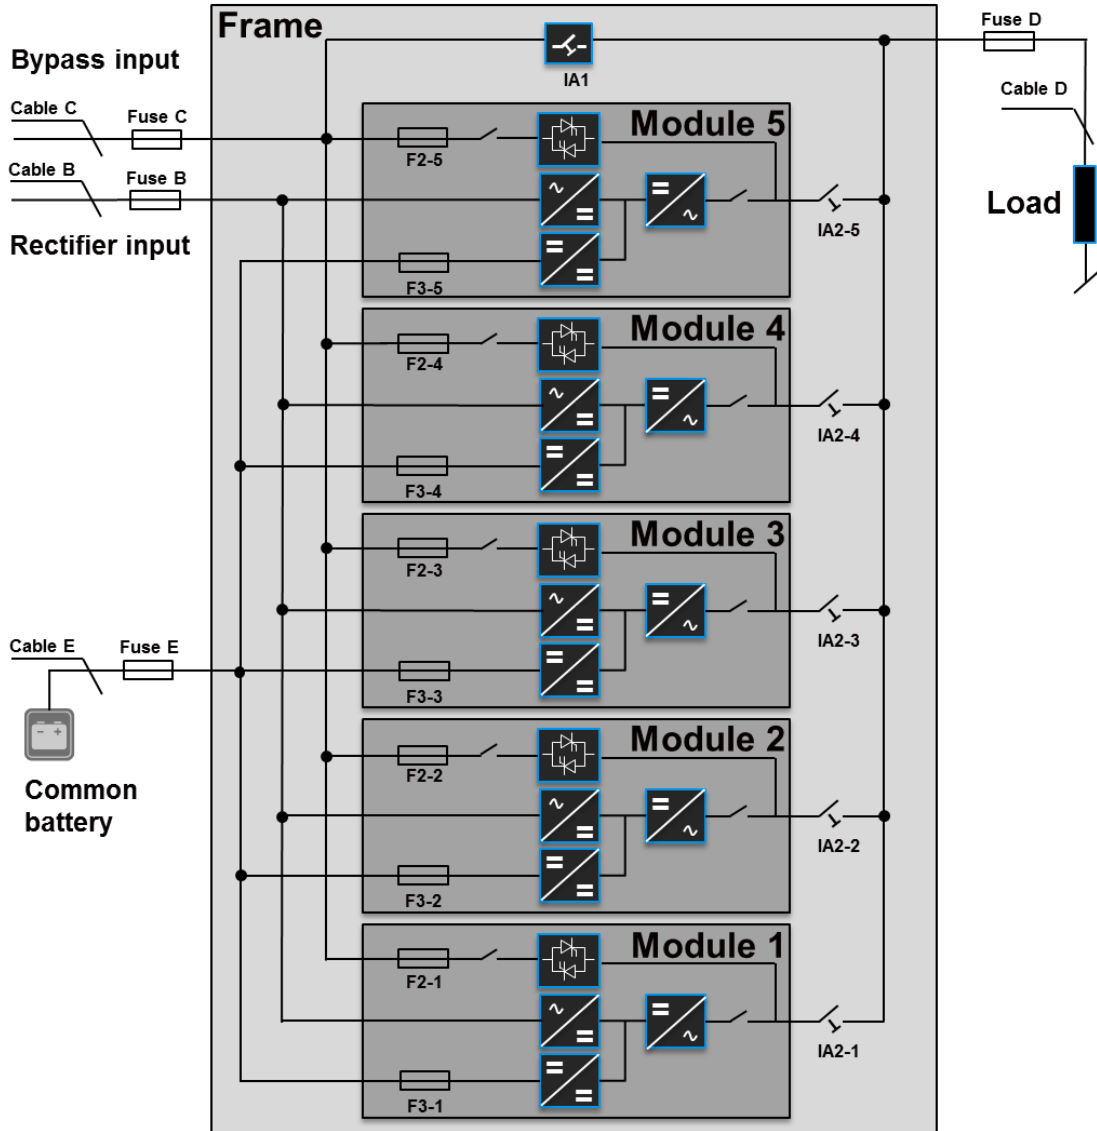 Frame
Fuse D
Bypass input
IA1
Cable C
Fuse C
Cable D
Module 5
F2-5
Cable B
Fuse B
Load
Rectifier input
IA2-5
F3-5
Module 4
F2-4
IA2-4
F3-4
Module 3
F2-3
IA2-3
Cable E
Fuse E
F3-3
Module 2
F2-2
Common
battery
IA2-2
F3-2
Module 1
F2-1
IA2-1
F3-1